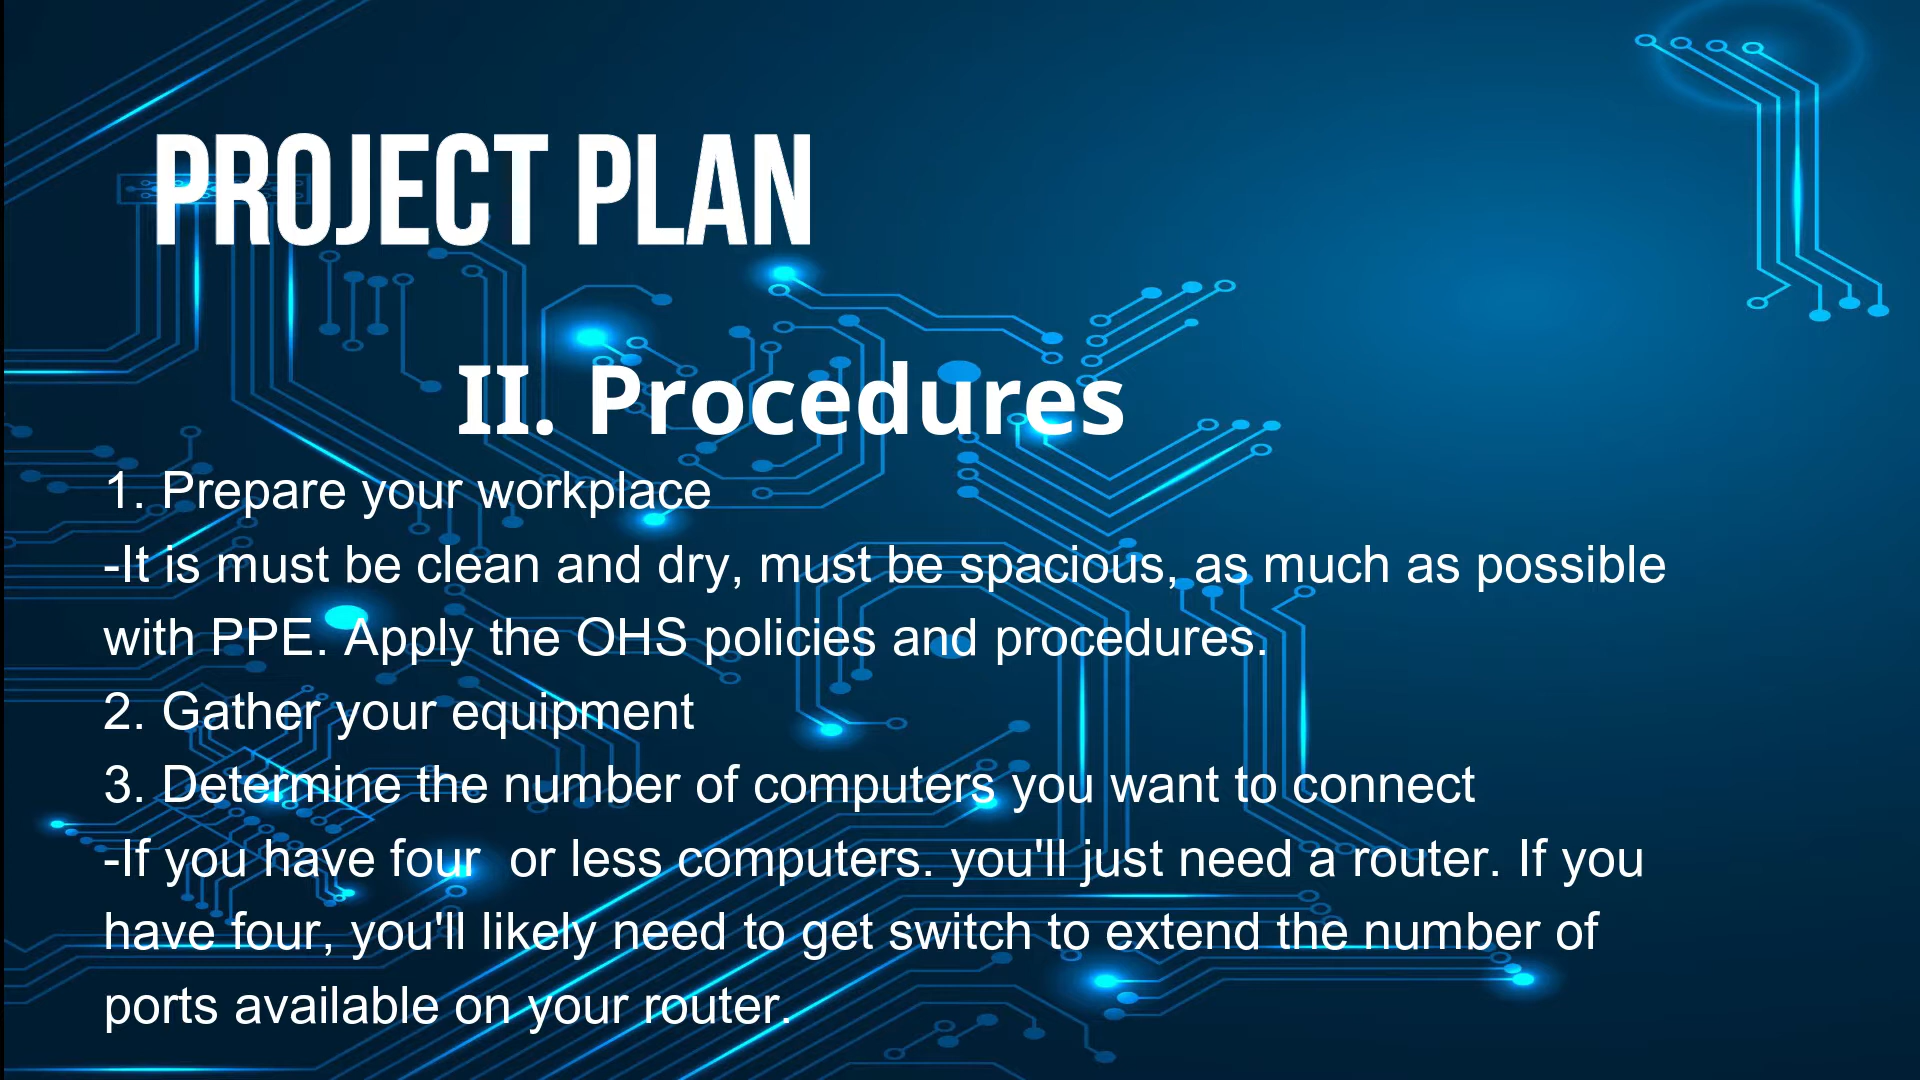 PROJECT PLAN
II. Procedures
1. Prepare your workplace
-It is must be clean and dry, must be spacious, as much as possible
with PPE. Apply the OHS policies and procedures.
2. Gather your equipment
3. Determine the number of computers you want to connect
-If you have four  or less computers. you'll just need a router. If you
have four, you'll likely need to get switch to extend the number of
ports available on your router.